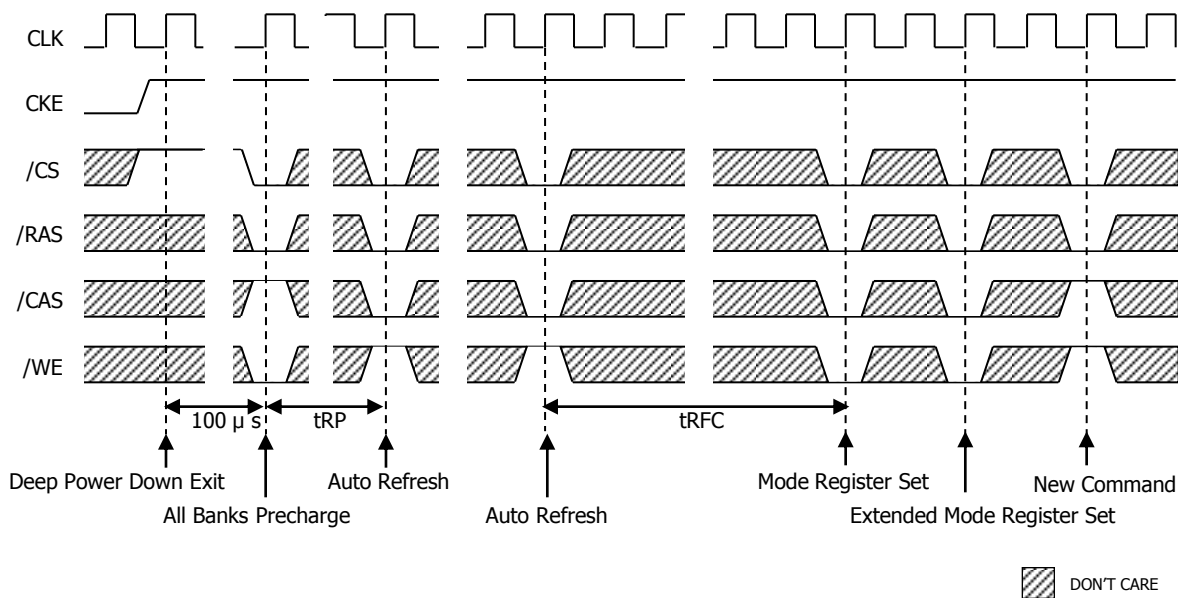 CLK
CKE
/CS
/RAS
/CAS
/WE
100 μ s
tRP
tRFC
Deep Power Down Exit
Auto Refresh
Mode Register Set
New Command
All Banks Precharge
Auto Refresh
Extended Mode Register Set
DON'T CARE